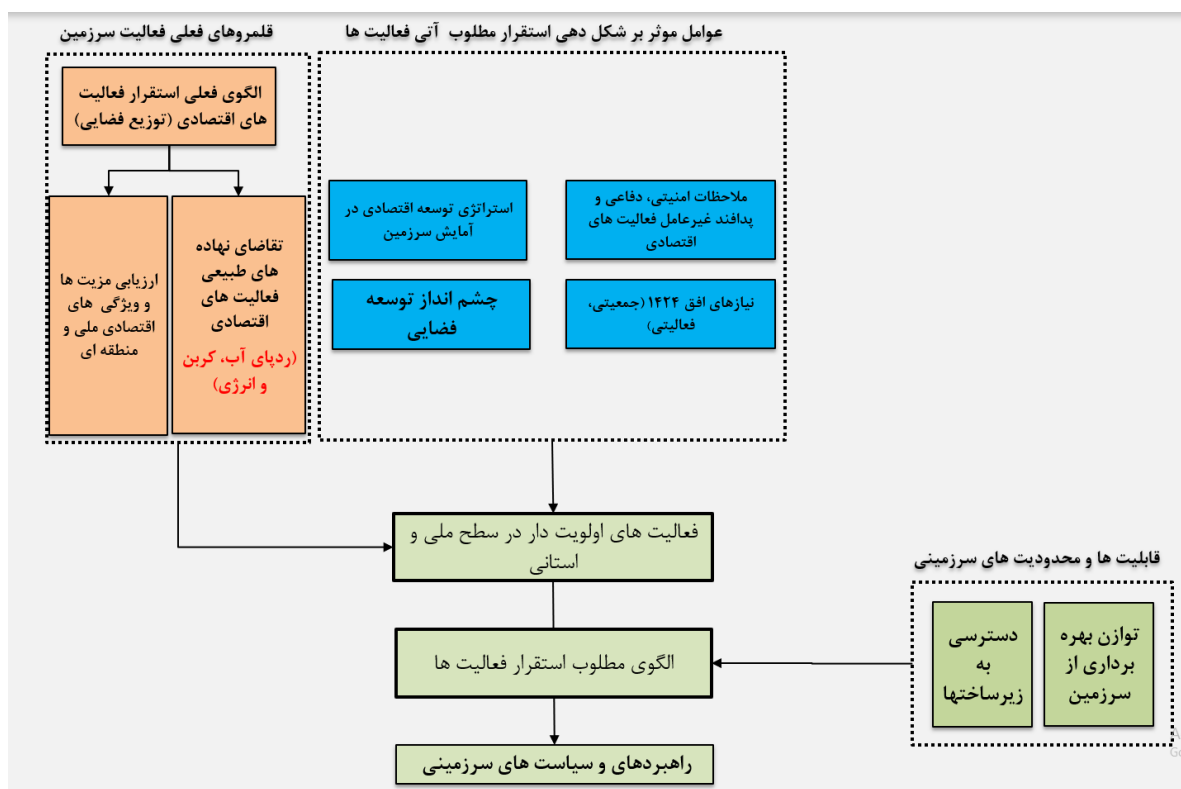 عوامل موثر بر شکل دهی استقرار مطلوب آتی فعالیت ها
قلمروهای فعلی فعالیت سرزمین
الگوی فعلی استقرار فعالیت
های اقتصادی (توزیع فضایی)
تقاضای نهاده
های طبیعی
فعالیت های
اقتصادی
(ردپای آب، کربن
و انرژی)
ارزیابی مزیت ها
و ویژگی های
اقتصادی ملی و
منطقه ای
ملاحظات امنیتی، دفاعی و
پدافند غیرعامل فعالیت های
اقتصادی
استراتژی توسعه اقتصادی در
آمایش سرزمین
نیازهای افق ۱۴۲۴ (جمعیتی،
فعالیتی)
چشم انداز توسعه
فضایی
فعالیت های اولویت دار در سطح ملی و
استانی
قابلیت ها و محدودیت های سرزمینی
توازن بهره
برداری از
سرزمین
دسترسی
به
زیرساختها
الگوی مطلوب استقرار فعالیت ها
راهبردهای و سیاست های سرزمینی